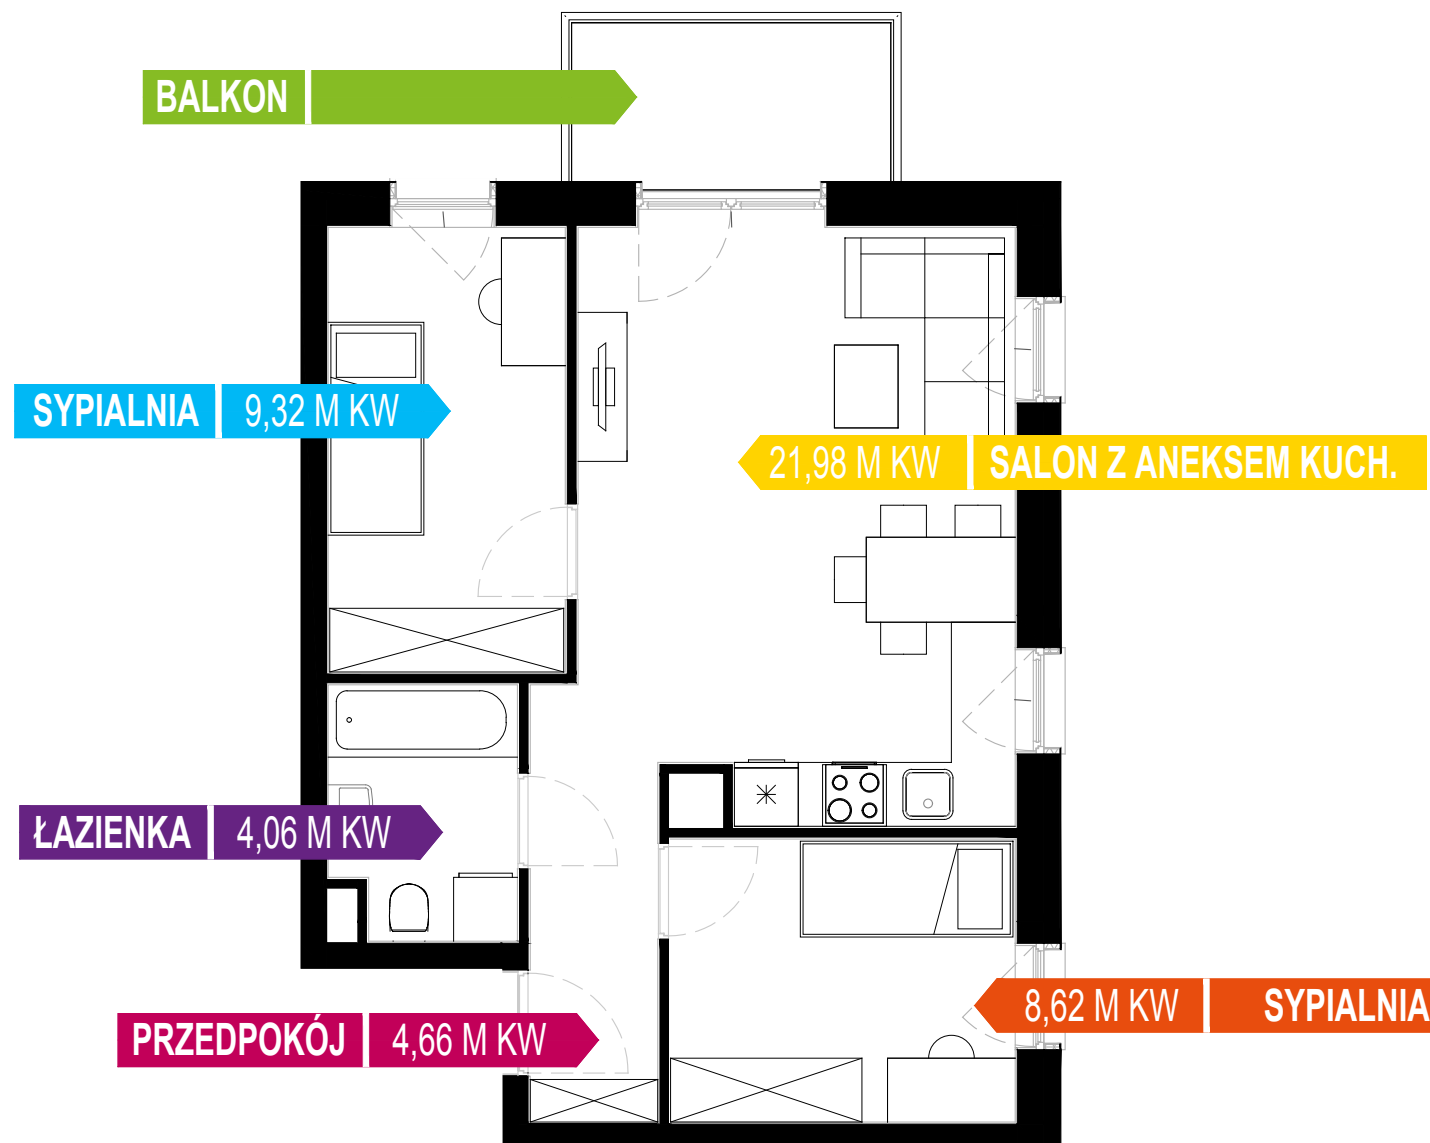 BALKON
SYPIALNIA 9,32 M KW
21,98 M KW SALON Z ANEKSEM KUCH.
ŁAZIENKA 4,06 M KW
8,62 M KW SYPIALNIA
PRZEDPOKÓJ 4,66 M KW